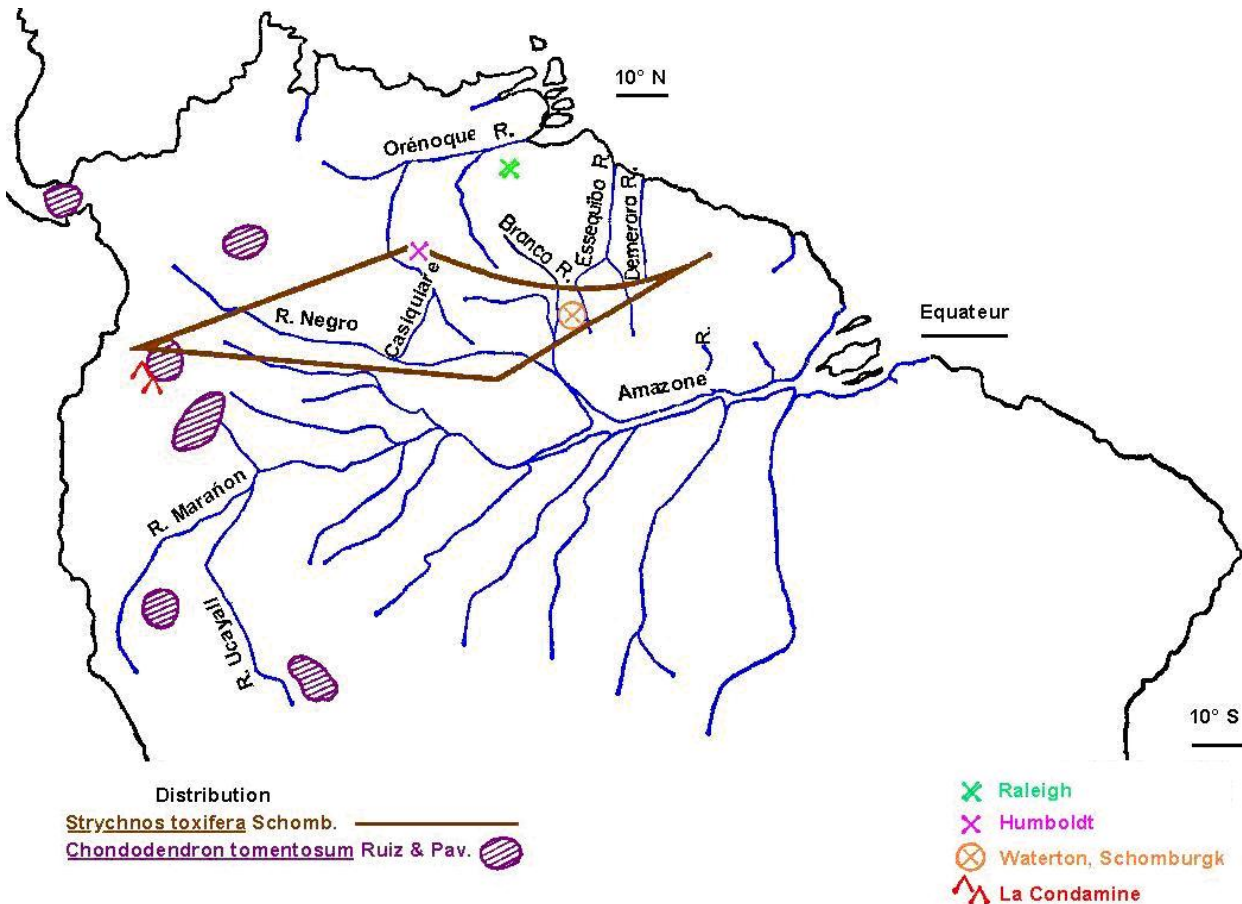 10° N
Orénoque R.
Essequibo R.
Demerara R.
Branco R.
Casiquiare
R. Negro
Equateur
Amazone
R.
R. Marañon
R. Ucayali
10° S
Distribution
Strychnos toxifera Schomb.
Chondodendron tomentosum Ruiz & Pav.
Raleigh
Humboldt
Waterton, Schomburgk
La Condamine